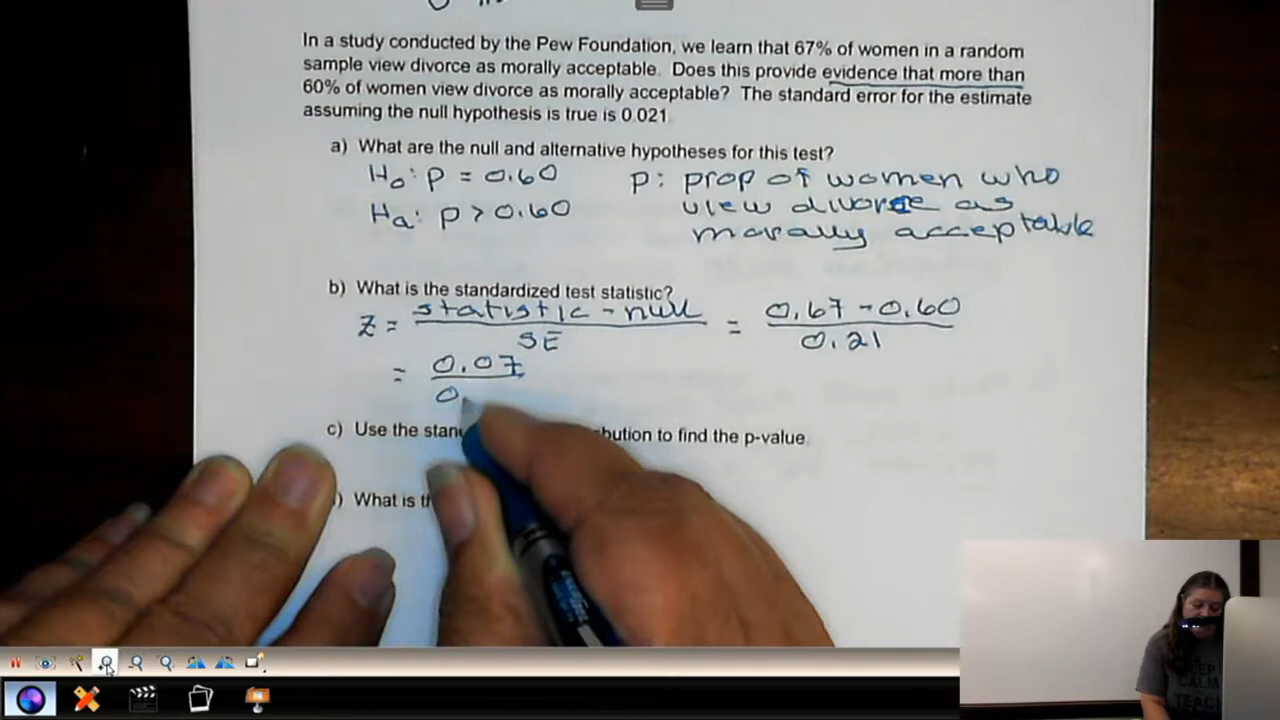 In a study conducted by the Pew Foundation, we learn that 67% of women in a random
sample view divorce as morally acceptable. Does this provide evidence that more than
60% of women view divorce as morally acceptable? The standard error for the estimate
assuming the null hypothesis is true is 0.021
a) What are the null and alternative hypotheses for this test?
H₀: p = 0.60
Hₐ: p > 0.60
p: prop of women who
view divorce as
morally acceptable
b) What is the standardized test statistic?
z = statistic - null / SE = 0.67 - 0.60 / 0.21
= 0.07 / 0.
c) Use the to find the p-value.
) What is
KEEP
CALM
TEACH